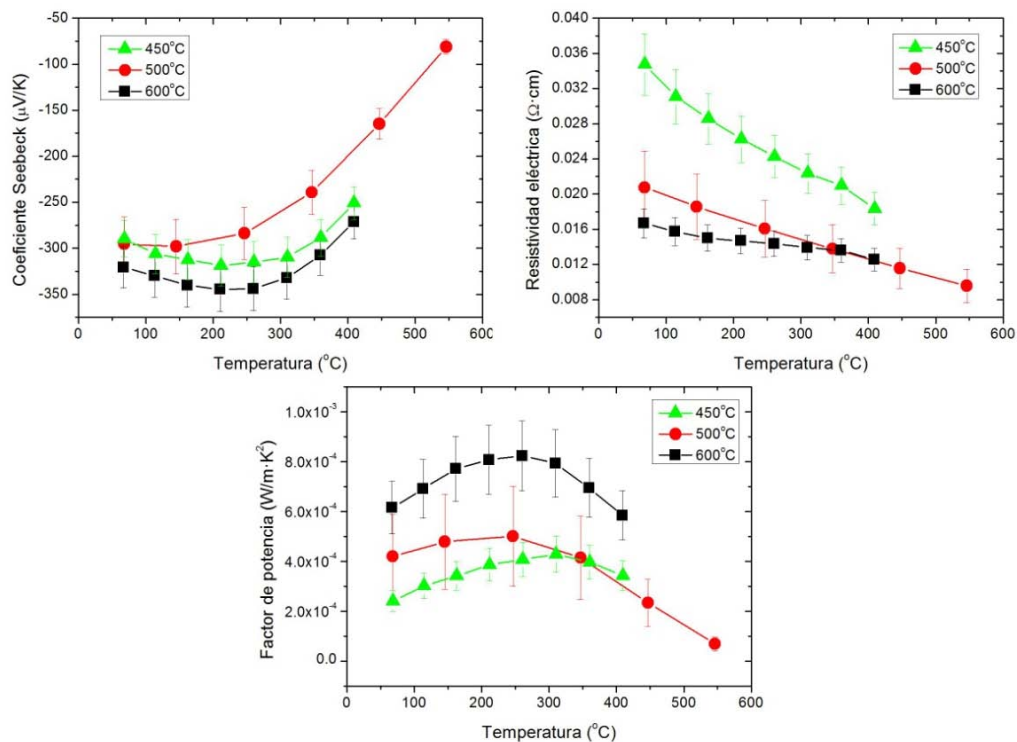 -50
-100
-150
-200
-250
-300
-350
Coeficiente Seebeck (μV/K)
450°C
500°C
600°C
0 100 200 300 400 500 600
Temperatura (°C)
0.040
0.036
0.032
0.028
0.024
0.020
0.016
0.012
0.008
Resistividad eléctrica (Ω·cm)
450°C
500°C
600°C
0 100 200 300 400 500 600
Temperatura (°C)
1.0x10⁻³
8.0x10⁻⁴
6.0x10⁻⁴
4.0x10⁻⁴
2.0x10⁻⁴
0.0
Factor de potencia (W/m·K²)
450°C
500°C
600°C
0 100 200 300 400 500 600
Temperatura (°C)